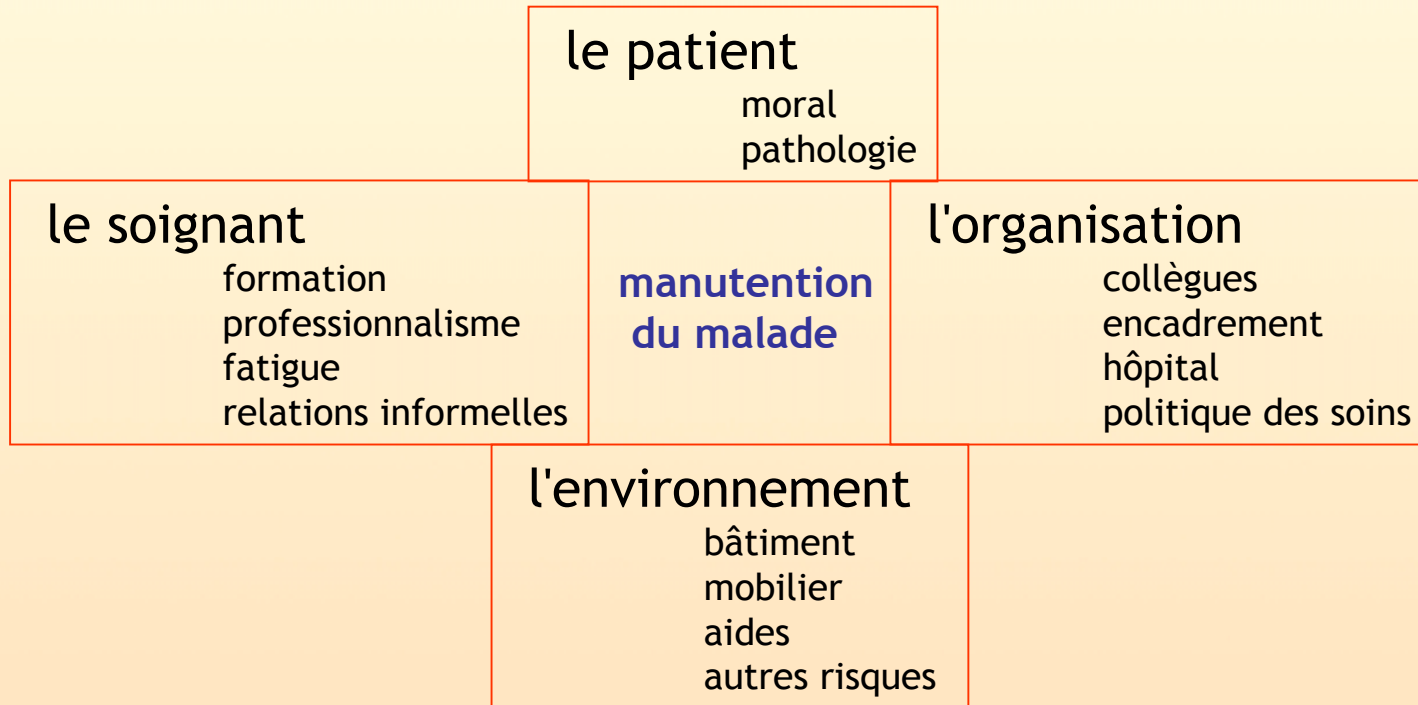 le patient
moral
pathologie
le soignant
formation
professionnalisme
fatigue
relations informelles
manutention
du malade
l'organisation
collègues
encadrement
hôpital
politique des soins
l'environnement
bâtiment
mobilier
aides
autres risques